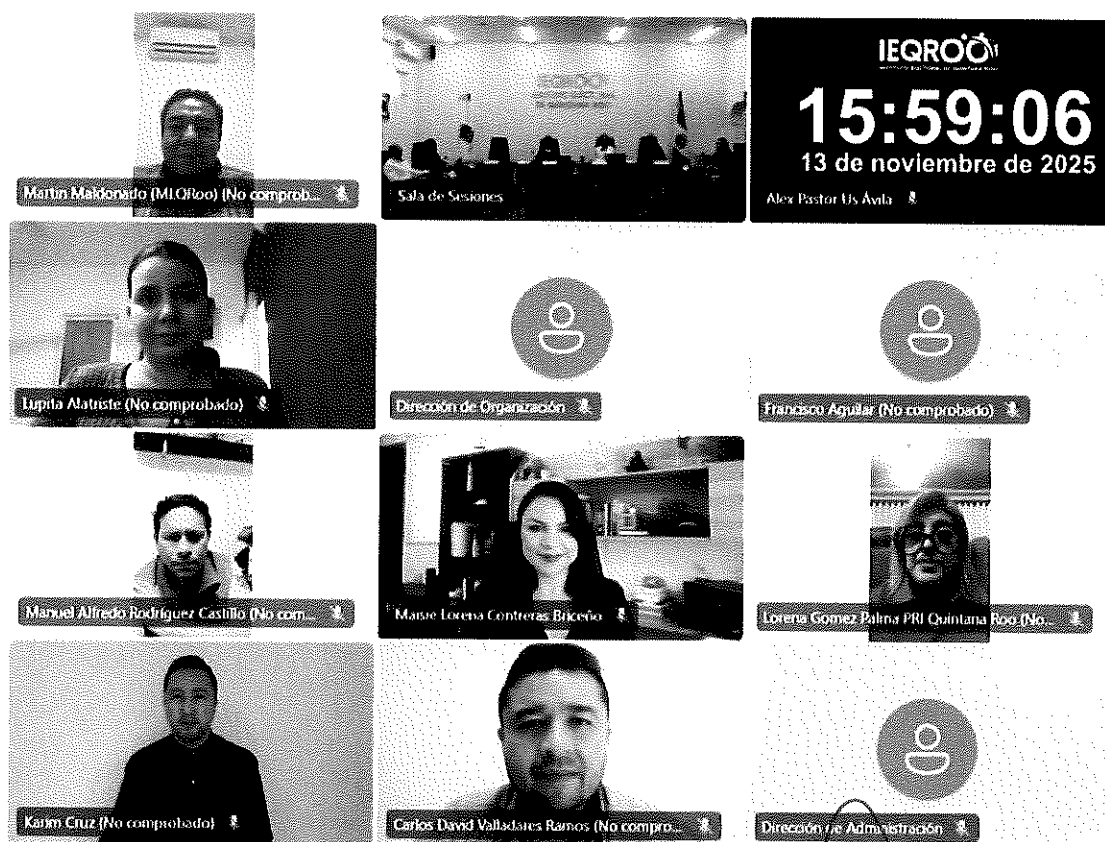 Martin Maldonado (MLQRoo) (No comprob...
Sala de Sesiones
IEQROO
15:59:06
13 de noviembre de 2025
Alex Pastor Us Ávila
Lupita Alatriste (No comprobado)
Dirección de Organización
Francisco Aguilar (No comprobado)
Manuel Alfredo Rodríguez Castillo (No com...
Maisie Lorena Contreras Briceño
Lorena Gomez Palma PRI Quintana Roo (No...
Karim Cruz (No comprobado)
Carlos David Valladares Ramos (No compro...
Dirección de Administración